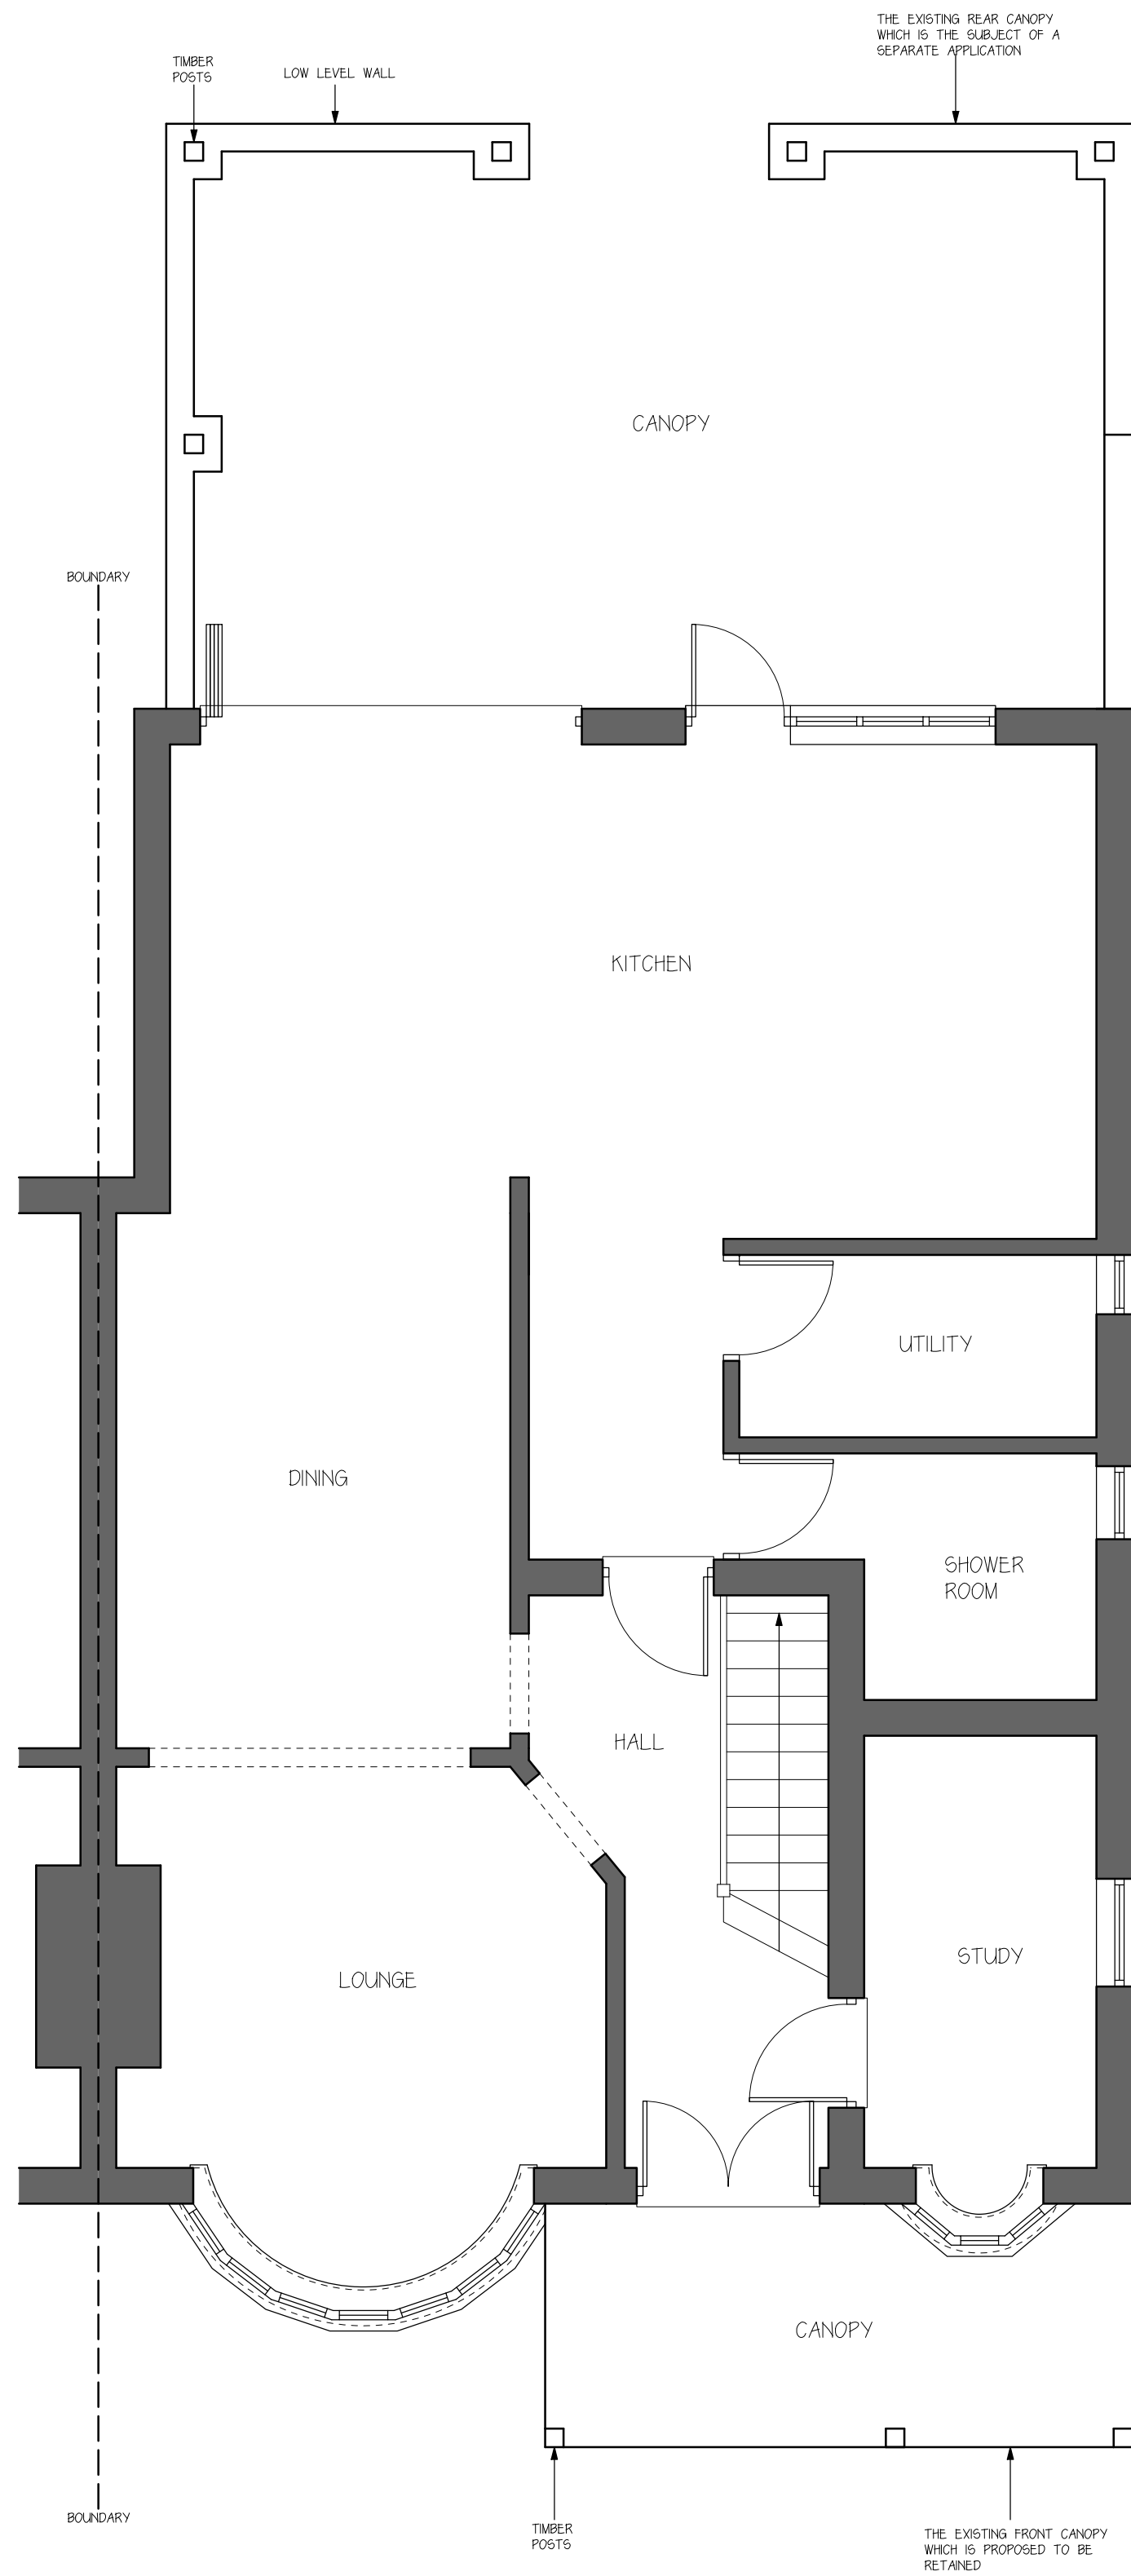 THE EXISTING REAR CANOPY
WHICH IS THE SUBJECT OF A
SEPARATE APPLICATION
TIMBER
POSTS
LOW LEVEL WALL
CANOPY
BOUNDARY
KITCHEN
UTILITY
DINING
SHOWER
ROOM
HALL
STUDY
LOUNGE
CANOPY
BOUNDARY
TIMBER
POSTS
THE EXISTING FRONT CANOPY
WHICH IS PROPOSED TO BE
RETAINED